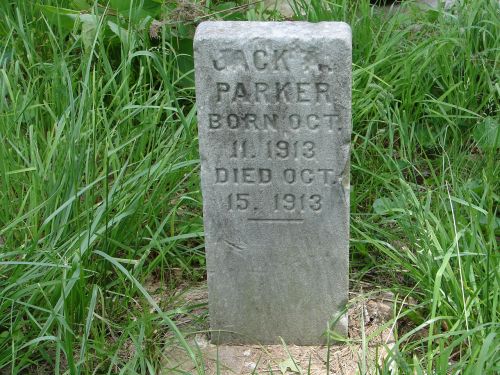 JACK
PARKER
BORN OCT.
11. 1913
DIED OCT.
15. 1913